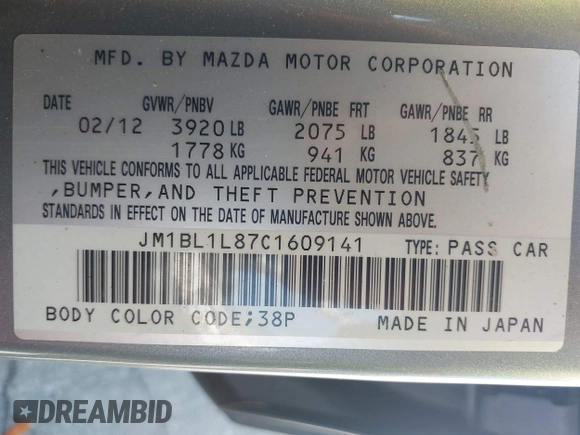 MFD. BY MAZDA MOTOR CORPORATION
DATE GVWR/PNBV GAWR/PNBE FRT GAWR/PNBE RR
02/12 3920 LB 2075 LB 1845 LB
1778 KG 941 KG 837 KG
THIS VEHICLE CONFORMS TO ALL APPLICABLE FEDERAL MOTOR VEHICLE SAFETY
,BUMPER,AND THEFT PREVENTION
STANDARDS IN EFFECT ON THE DATE OF MANUFACTURE SHOWN ABOVE.
JM1BL1L87C1609141 TYPE: PASS CAR
BODY COLOR CODE;38P MADE IN JAPAN
DREAMBID